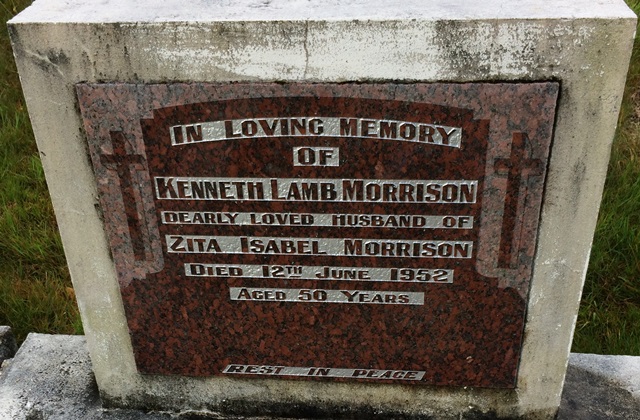 IN LOVING MEMORY
OF
KENNETH LAMB MORRISON
DEARLY LOVED HUSBAND OF
ZITA ISABEL MORRISON
DIED 12TH JUNE 1952
AGED 50 YEARS
REST IN PEACE